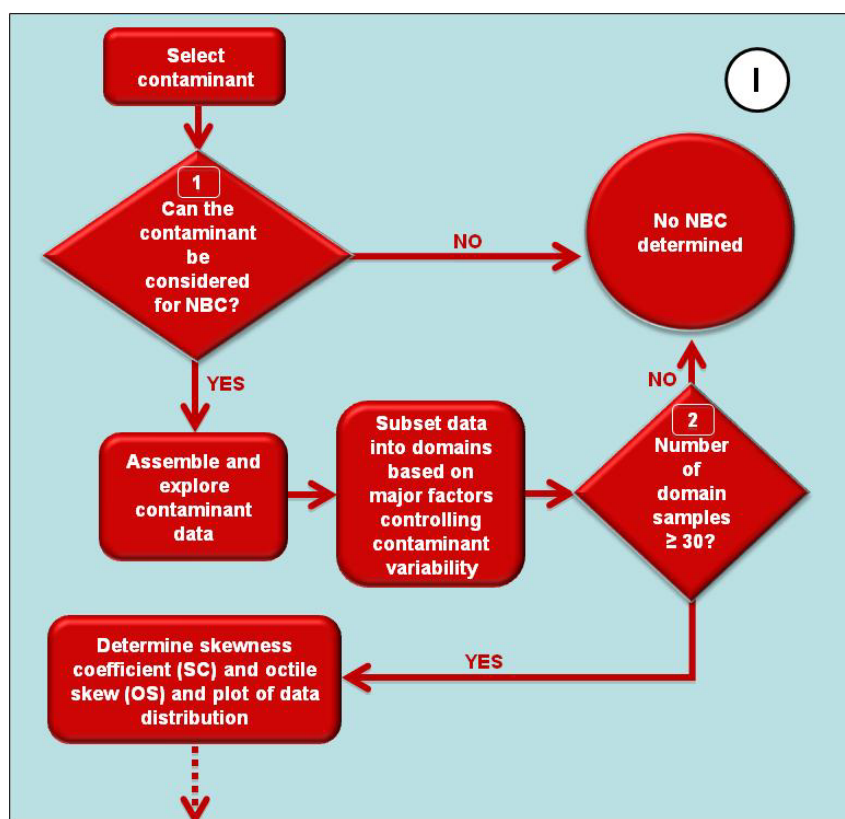 Select
contaminant
I
1
Can the
contaminant
be
considered
for NBC?
NO
No NBC
determined
YES
Assemble and
explore
contaminant
data
Subset data
into domains
based on
major factors
controlling
contaminant
variability
NO
2
Number
of
domain
samples
≥ 30?
YES
Determine skewness
coefficient (SC) and octile
skew (OS) and plot of data
distribution